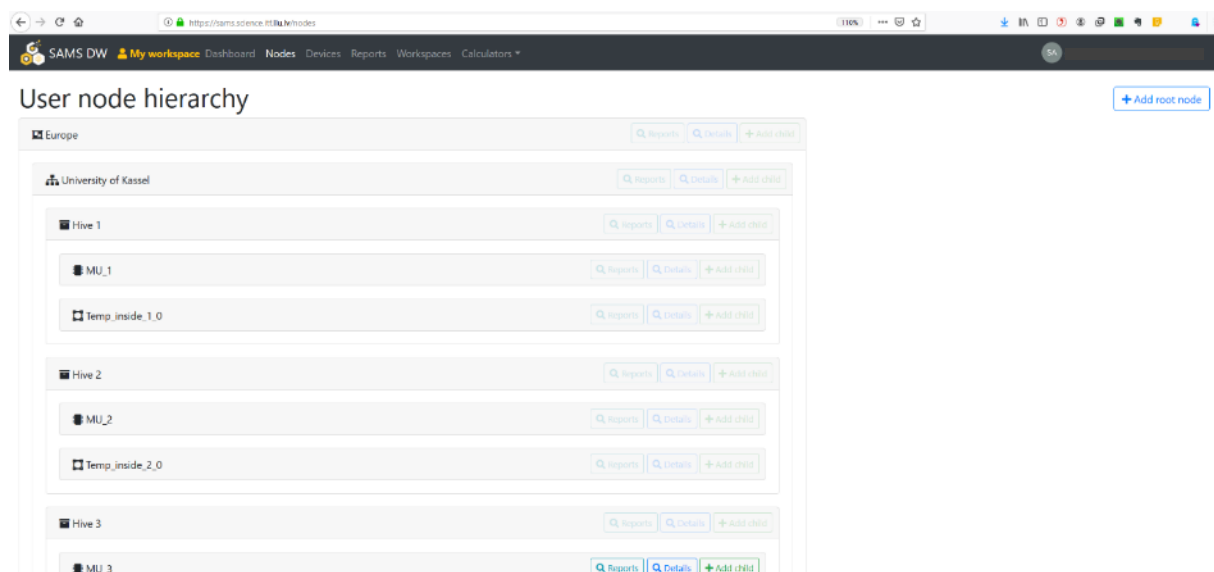 https://sams.science.itf.llu.lv/nodes 110%
SAMS DW My workspace Dashboard Nodes Devices Reports Workspaces Calculators SA
User node hierarchy + Add root node
Europe Reports Details + Add child
University of Kassel Reports Details + Add child
Hive 1 Reports Details + Add child
MU_1 Reports Details + Add child
Temp_inside_1_0 Reports Details + Add child
Hive 2 Reports Details + Add child
MU_2 Reports Details + Add child
Temp_inside_2_0 Reports Details + Add child
Hive 3 Reports Details + Add child
MU_3 Reports Details + Add child